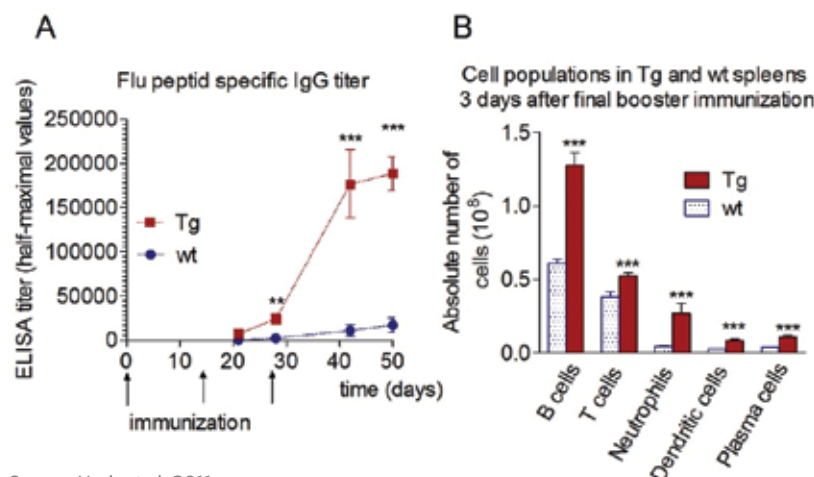 A
Flu peptid specific IgG titer
ELISA titer (half-maximal values)
250000
200000
150000
100000
50000
0
***
***
**
Tg
wt
0
10
20
30
40
50
time (days)
immunization
B
Cell populations in Tg and wt spleens
3 days after final booster immunization
Absolute number of
cells (10⁸)
1.5
1.0
0.5
0.0
***
***
***
***
***
Tg
wt
B cells
T cells
Neutrophils
Dendritic cells
Plasma cells